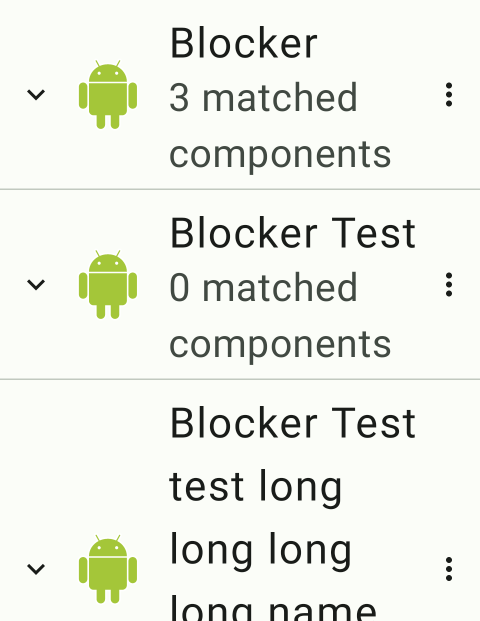 Blocker
3 matched
components
Blocker Test
0 matched
components
Blocker Test
test long
long long
long name